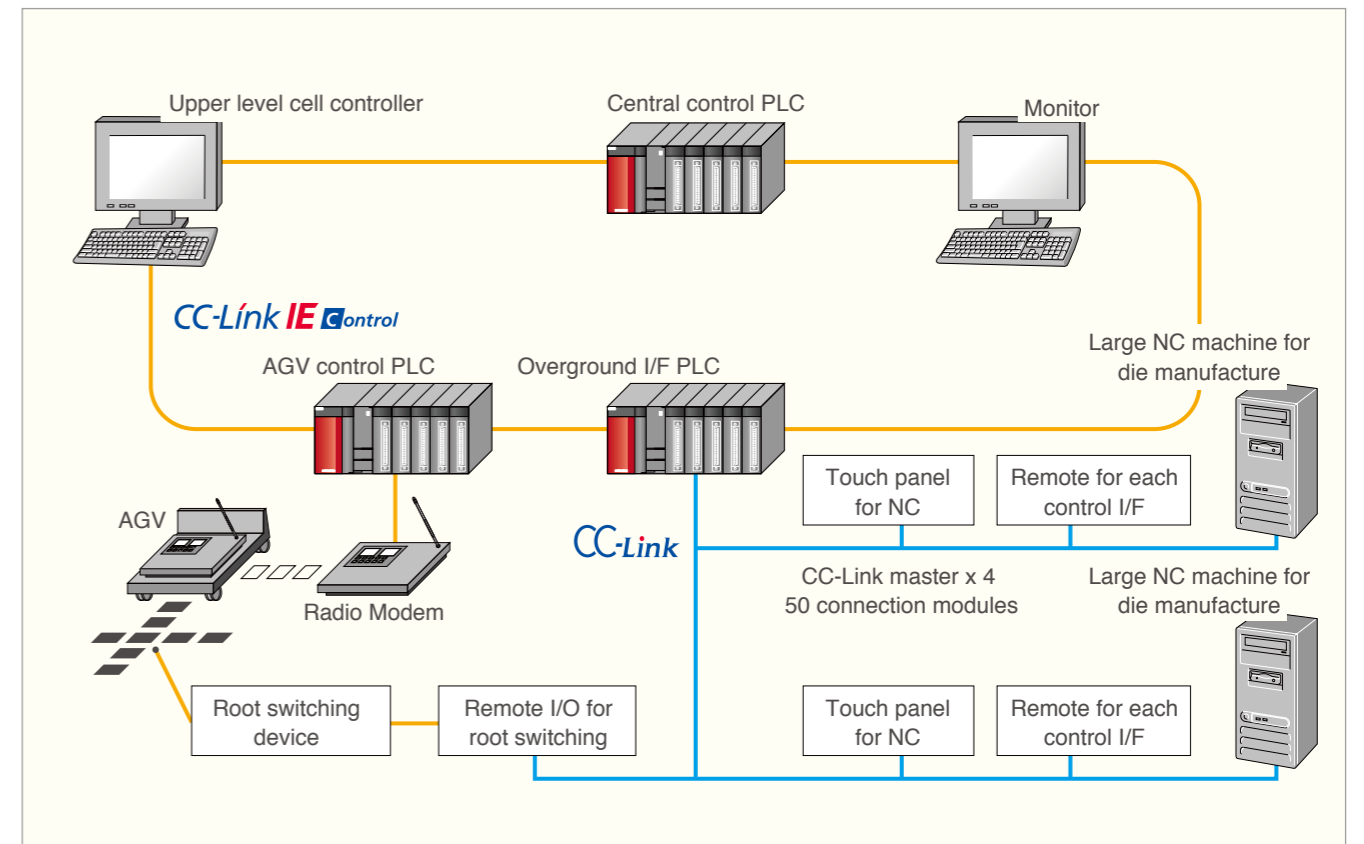 Upper level cell controller
Central control PLC
Monitor
CC-Link IE Control
Large NC machine for
die manufacture
AGV control PLC
Overground I/F PLC
Touch panel
for NC
Remote for each
control I/F
AGV
CC-Link
Radio Modem
CC-Link master x 4
50 connection modules
Large NC machine for
die manufacture
Root switching
device
Remote I/O for
root switching
Touch panel
for NC
Remote for each
control I/F